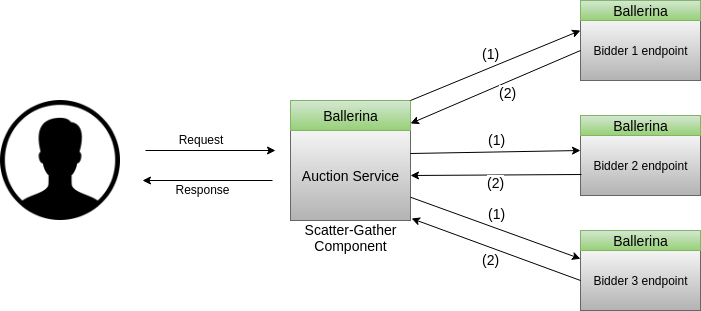 Ballerina
Bidder 1 endpoint
(1)
(2)
Ballerina
Auction Service
Scatter-Gather
Component
Request
Response
Ballerina
Bidder 2 endpoint
(1)
(2)
Ballerina
Bidder 3 endpoint
(1)
(2)